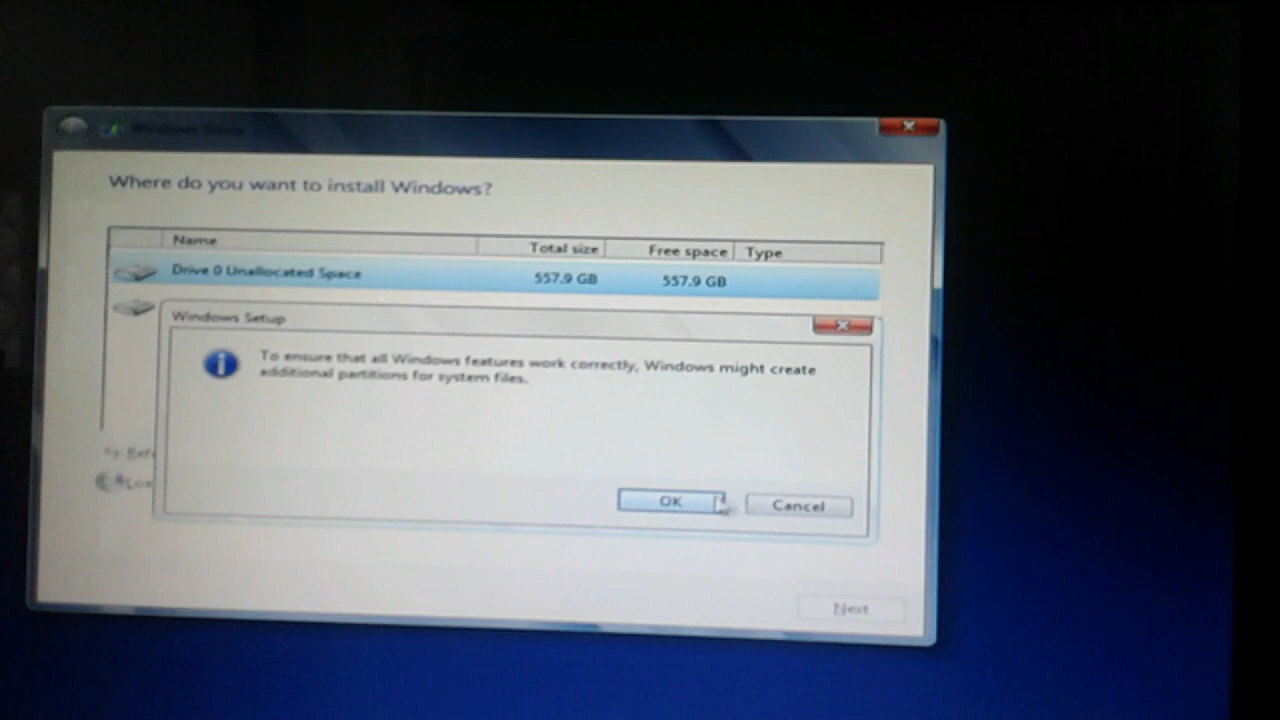 Windows Setup
Where do you want to install Windows?
Name Total size Free space Type
Drive 0 Unallocated Space 557.9 GB 557.9 GB
Windows Setup
To ensure that all Windows features work correctly, Windows might create
additional partitions for system files.
OK Cancel
Next